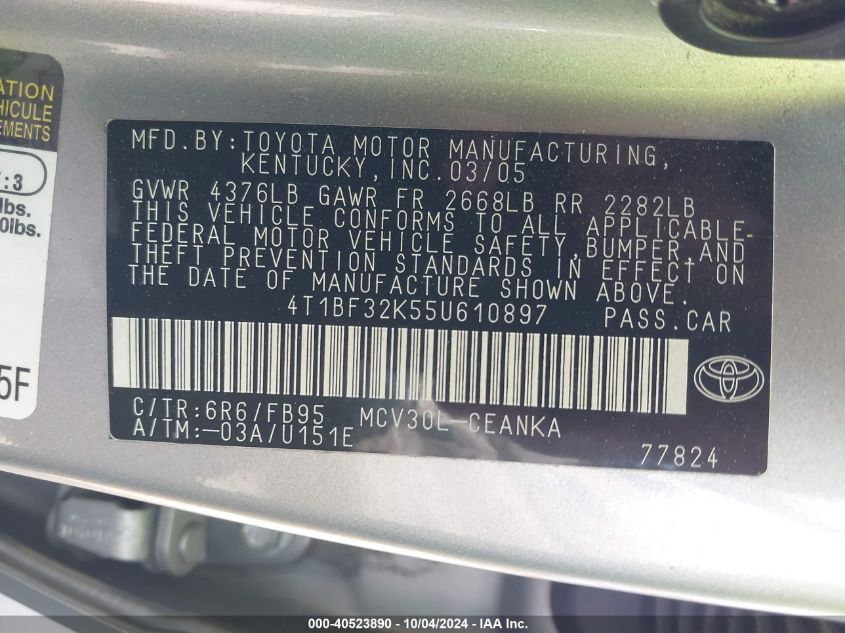 ATION
HICULE
EMENTS
: 3
lbs.
0lbs.
5F
MFD.BY:TOYOTA MOTOR MANUFACTURING,
KENTUCKY,INC.03/05
GVWR 4376LB GAWR FR 2668LB RR 2282LB
THIS VEHICLE CONFORMS TO ALL APPLICABLE
FEDERAL MOTOR VEHICLE SAFETY,BUMPER,AND
THEFT PREVENTION STANDARDS IN EFFECT ON
THE DATE OF MANUFACTURE SHOWN ABOVE.
4T1BF32K55U610897 PASS.CAR
C/TR:6R6/FB95 MCV30L-CEANKA
A/TM:-03A/U151E
77824
000-40523890 - 10/04/2024 - IAA Inc.